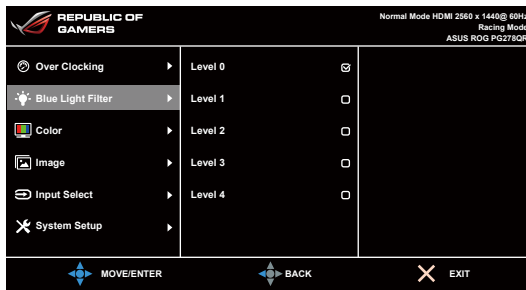 REPUBLIC OF
GAMERS
Normal Mode HDMI 2560 x 1440@ 60Hz
Racing Mode
ASUS ROG PG278QR
Over Clocking
Level 0
Blue Light Filter
Level 1
Color
Level 2
Image
Level 3
Input Select
Level 4
System Setup
MOVE/ENTER
BACK
EXIT